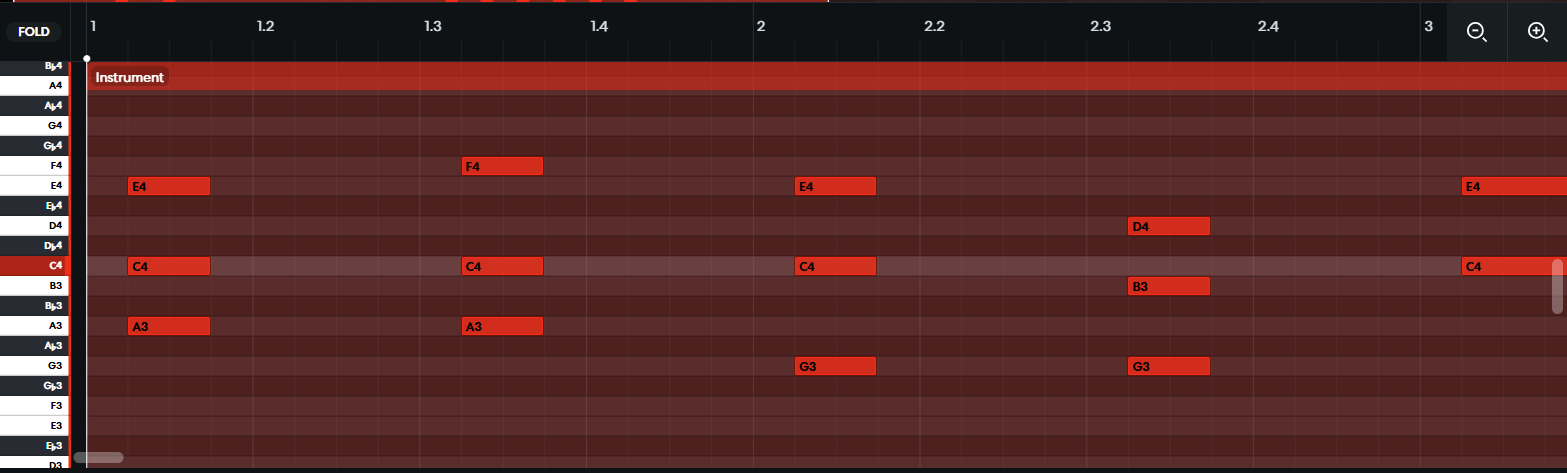 FOLD 1 1.2 1.3 1.4 2 2.2 2.3 2.4 3
B♭4
A4 Instrument
A♭4
G4
G♭4
F4 F4
E4 E4 E4 E4
E♭4
D4 D4
D♭4
C4 C4 C4 C4 C4
B3 B3
B♭3
A3 A3 A3
A♭3
G3 G3 G3
G♭3
F3
E3
E♭3
D3